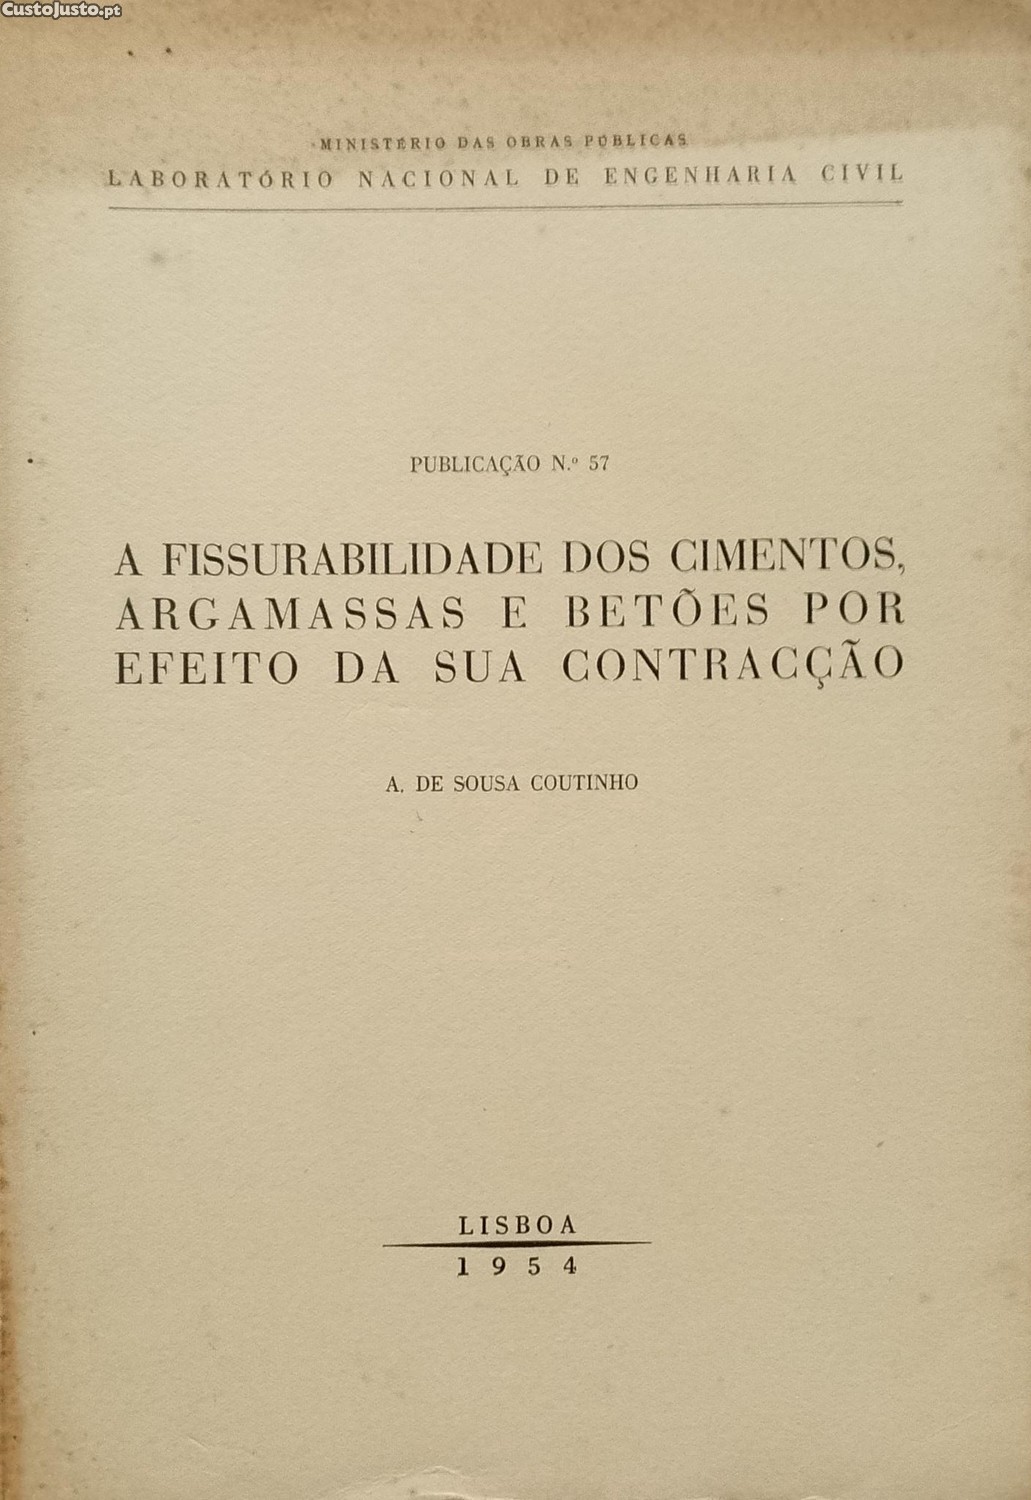 CustoJusto.pt
MINISTÉRIO DAS OBRAS PÚBLICAS
LABORATÓRIO NACIONAL DE ENGENHARIA CIVIL
PUBLICAÇÃO N.º 57
A FISSURABILIDADE DOS CIMENTOS,
ARGAMASSAS E BETÕES POR
EFEITO DA SUA CONTRACÇÃO
A. DE SOUSA COUTINHO
LISBOA
1954